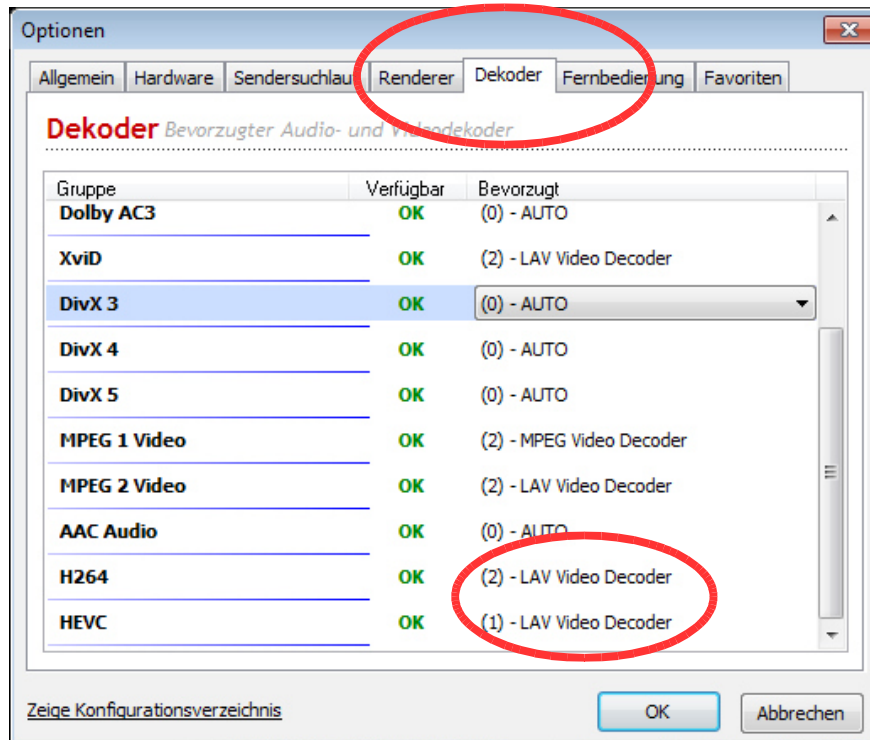 Optionen
Allgemein Hardware Sendersuchlauf Renderer Dekoder Fernbedienung Favoriten
Dekoder Bevorzugter Audio- und Videodekoder
Gruppe Verfügbar Bevorzugt
Dolby AC3 OK (0) - AUTO
XviD OK (2) - LAV Video Decoder
DivX 3 OK (0) - AUTO
DivX 4 OK (0) - AUTO
DivX 5 OK (0) - AUTO
MPEG 1 Video OK (2) - MPEG Video Decoder
MPEG 2 Video OK (2) - LAV Video Decoder
AAC Audio OK (0) - AUTO
H264 OK (2) - LAV Video Decoder
HEVC OK (1) - LAV Video Decoder
Zeige Konfigurationsverzeichnis OK Abbrechen